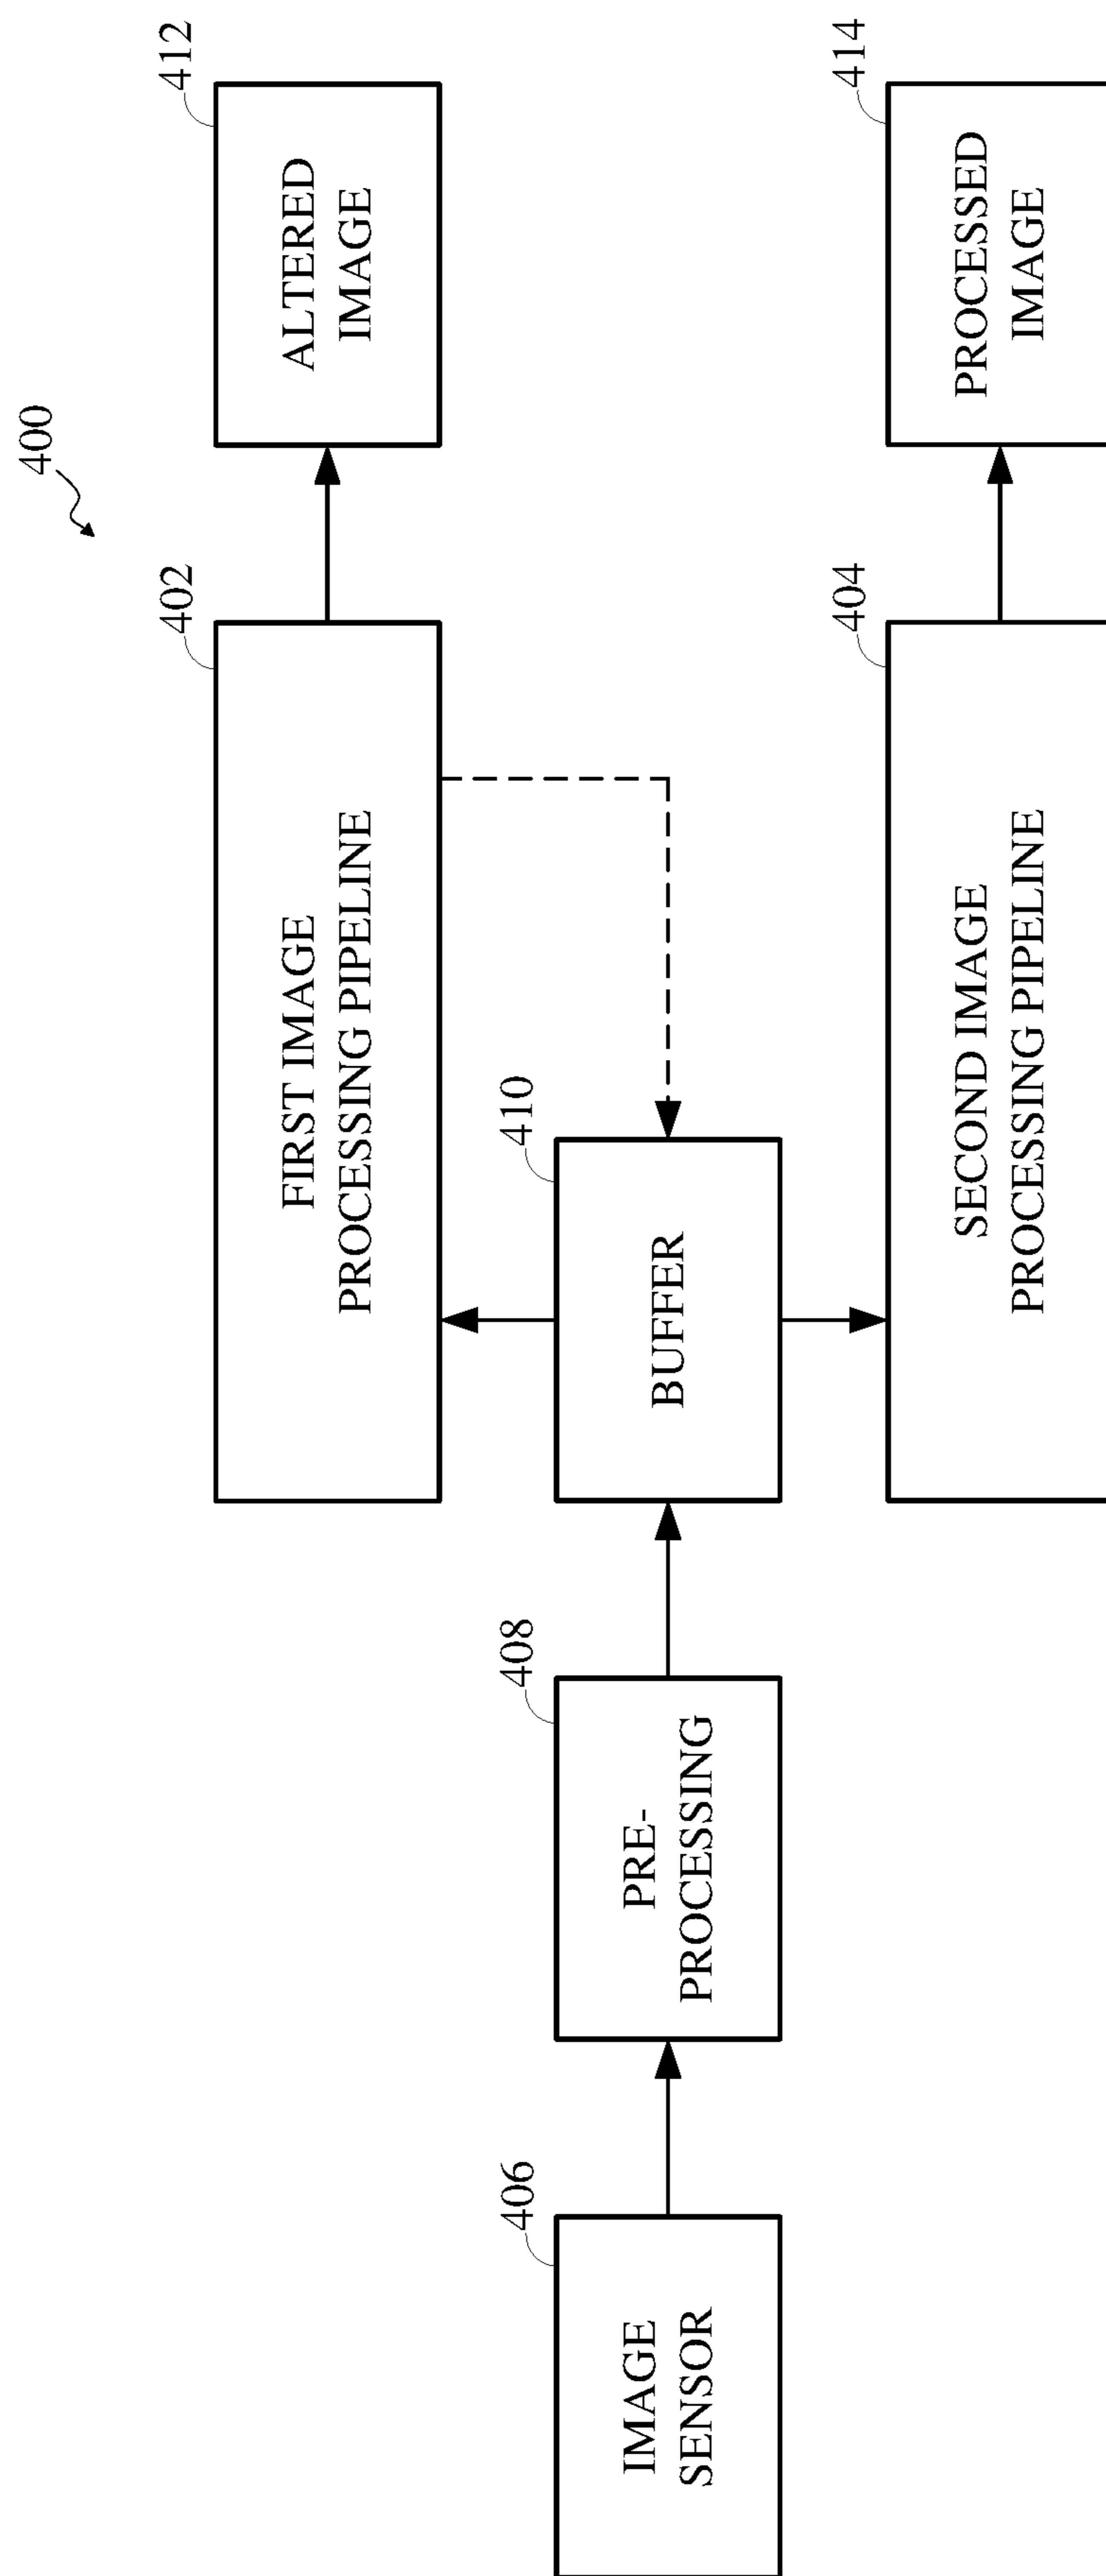 400
402
FIRST IMAGE
PROCESSING PIPELINE
412
ALTERED
IMAGE
406
IMAGE
SENSOR
408
PRE-
PROCESSING
410
BUFFER
404
SECOND IMAGE
PROCESSING PIPELINE
414
PROCESSED
IMAGE